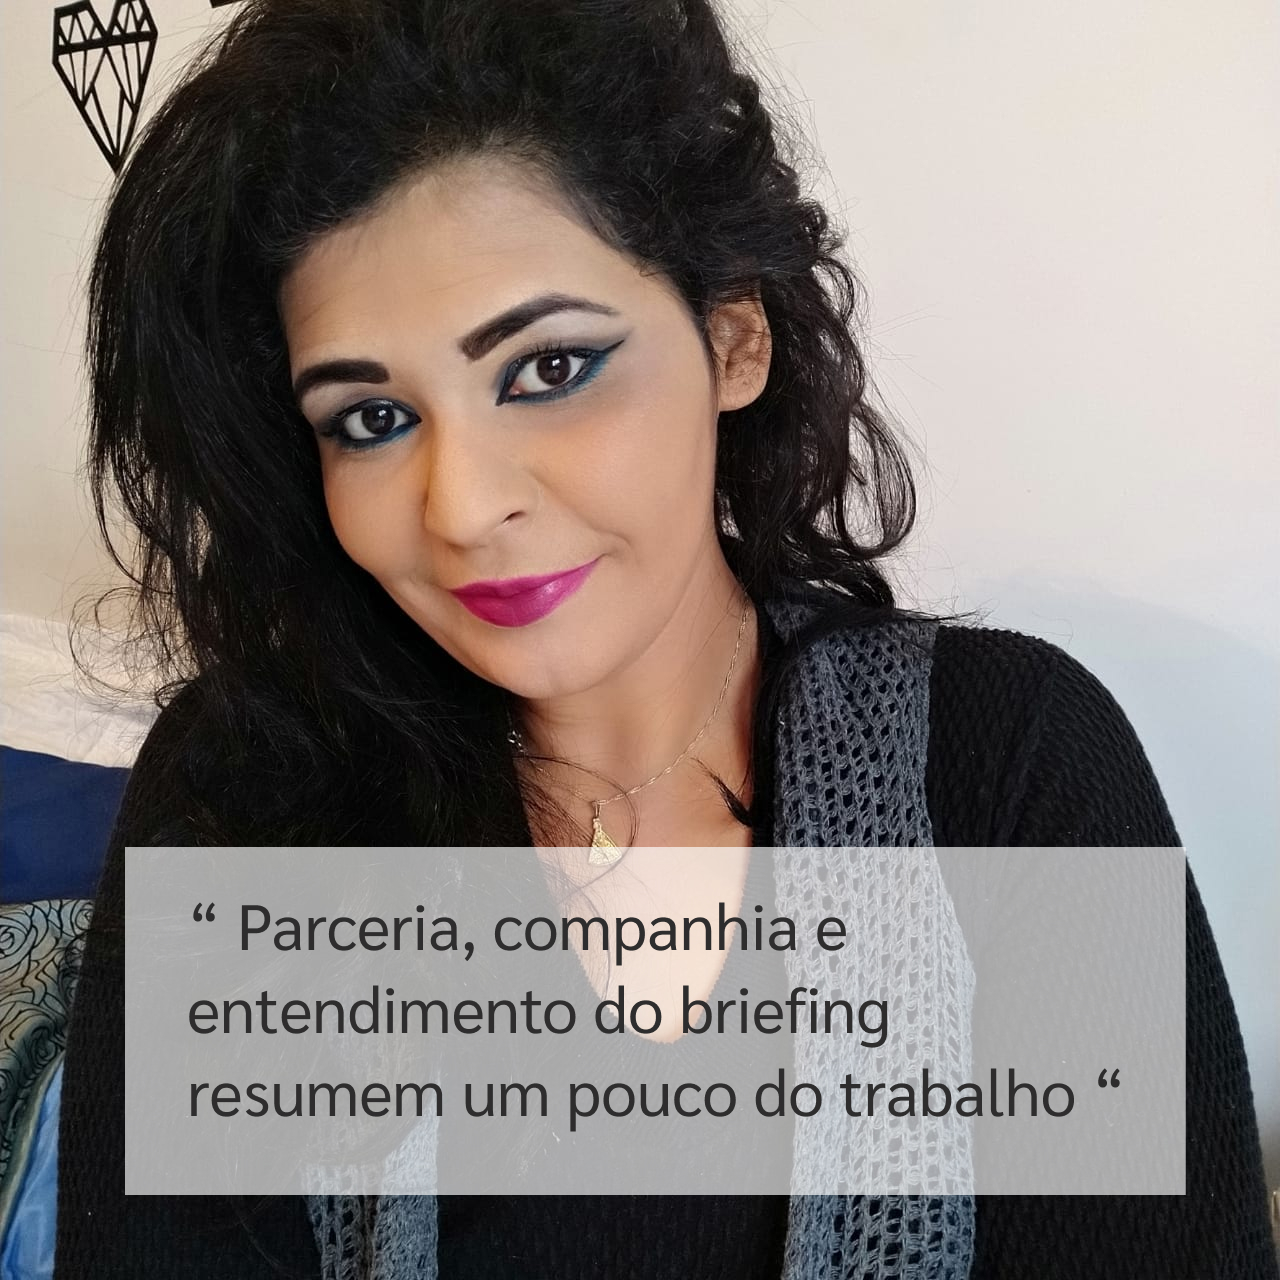 “ Parceria, companhia e
entendimento do briefing
resumem um pouco do trabalho “